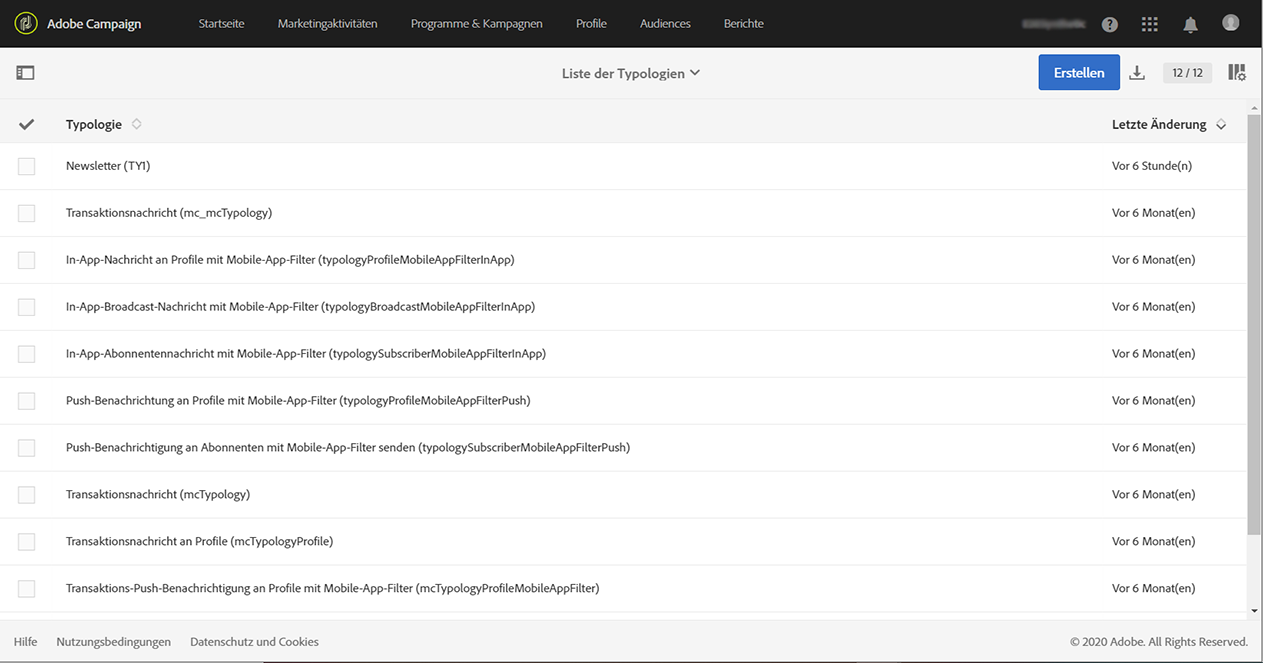 Adobe Campaign Startseite Marketingaktivitäten Programme & Kampagnen Profile Audiences Berichte
Liste der Typologien Erstellen 12 / 12
Typologie Letzte Änderung
Newsletter (TY1) Vor 6 Stunde(n)
Transaktionsnachricht (mc_mcTypology) Vor 6 Monat(en)
In-App-Nachricht an Profile mit Mobile-App-Filter (typologyProfileMobileAppFilterInApp) Vor 6 Monat(en)
In-App-Broadcast-Nachricht mit Mobile-App-Filter (typologyBroadcastMobileAppFilterInApp) Vor 6 Monat(en)
In-App-Abonnentennachricht mit Mobile-App-Filter (typologySubscriberMobileAppFilterInApp) Vor 6 Monat(en)
Push-Benachrichtung an Profile mit Mobile-App-Filter (typologyProfileMobileAppFilterPush) Vor 6 Monat(en)
Push-Benachrichtigung an Abonnenten mit Mobile-App-Filter senden (typologySubscriberMobileAppFilterPush) Vor 6 Monat(en)
Transaktionsnachricht (mcTypology) Vor 6 Monat(en)
Transaktionsnachricht an Profile (mcTypologyProfile) Vor 6 Monat(en)
Transaktions-Push-Benachrichtigung an Profile mit Mobile-App-Filter (mcTypologyProfileMobileAppFilter) Vor 6 Monat(en)
Hilfe Nutzungsbedingungen Datenschutz und Cookies © 2020 Adobe. All Rights Reserved.